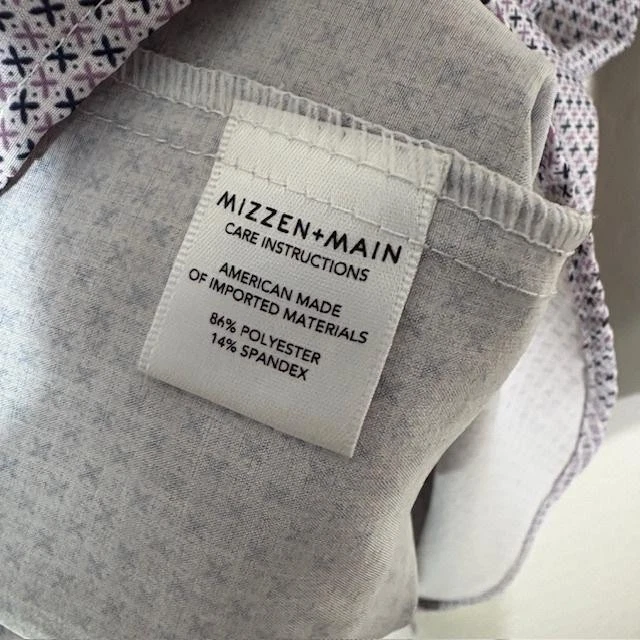 MIZZEN+MAIN
CARE INSTRUCTIONS
AMERICAN MADE
OF IMPORTED MATERIALS
86% POLYESTER
14% SPANDEX